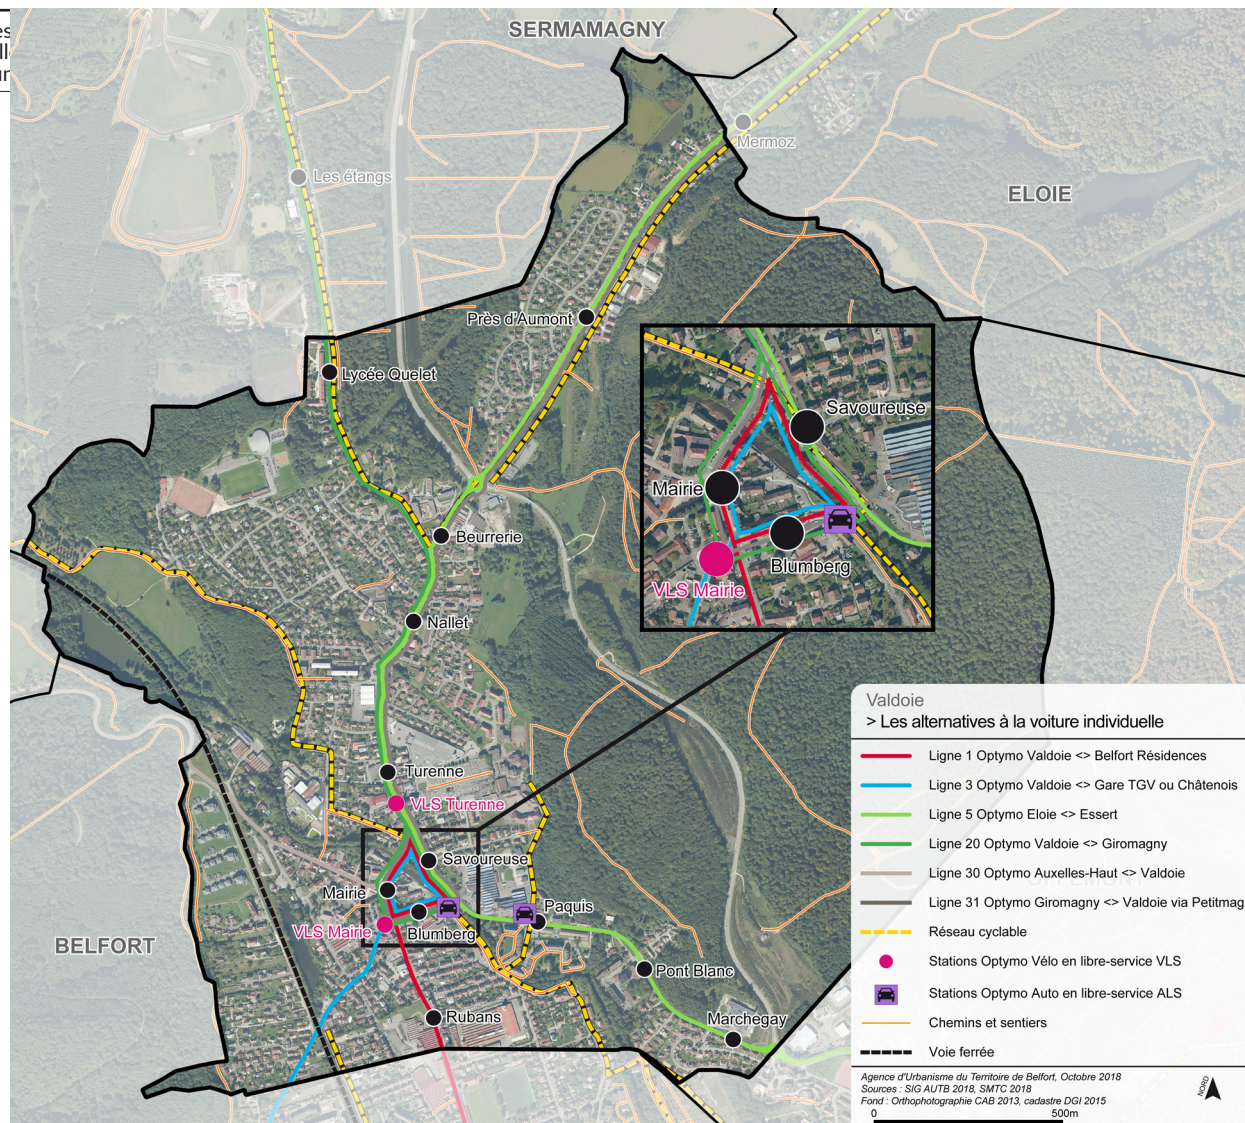 SERMAMAGNY
Mermoz
Les étangs
ELOIE
Près d'Aumont
Lycée Quelet
Savoureuse
Mairie
Blumberg
VLS Mairie
Beurrerie
Nallet
Turenne
VLS Turenne
Savoureuse
Mairie
Paquis
VLS Mairie
Blumberg
BELFORT
Pont Blanc
Rubans
Marchegay
Valdoie
> Les alternatives à la voiture individuelle
Ligne 1 Optymo Valdoie <> Belfort Résidences
Ligne 3 Optymo Valdoie <> Gare TGV ou Châtenois
Ligne 5 Optymo Eloie <> Essert
Ligne 20 Optymo Valdoie <> Giromagny
Ligne 30 Optymo Auxelles-Haut <> Valdoie
Ligne 31 Optymo Giromagny <> Valdoie via Petitmag
Réseau cyclable
Stations Optymo Vélo en libre-service VLS
Stations Optymo Auto en libre-service ALS
Chemins et sentiers
Voie ferrée
Agence d'Urbanisme du Territoire de Belfort, Octobre 2018
Sources : SIG AUTB 2018, SMTC 2018
Fond : Orthophotographie CAB 2013, cadastre DGI 2015
0 500m
NORD